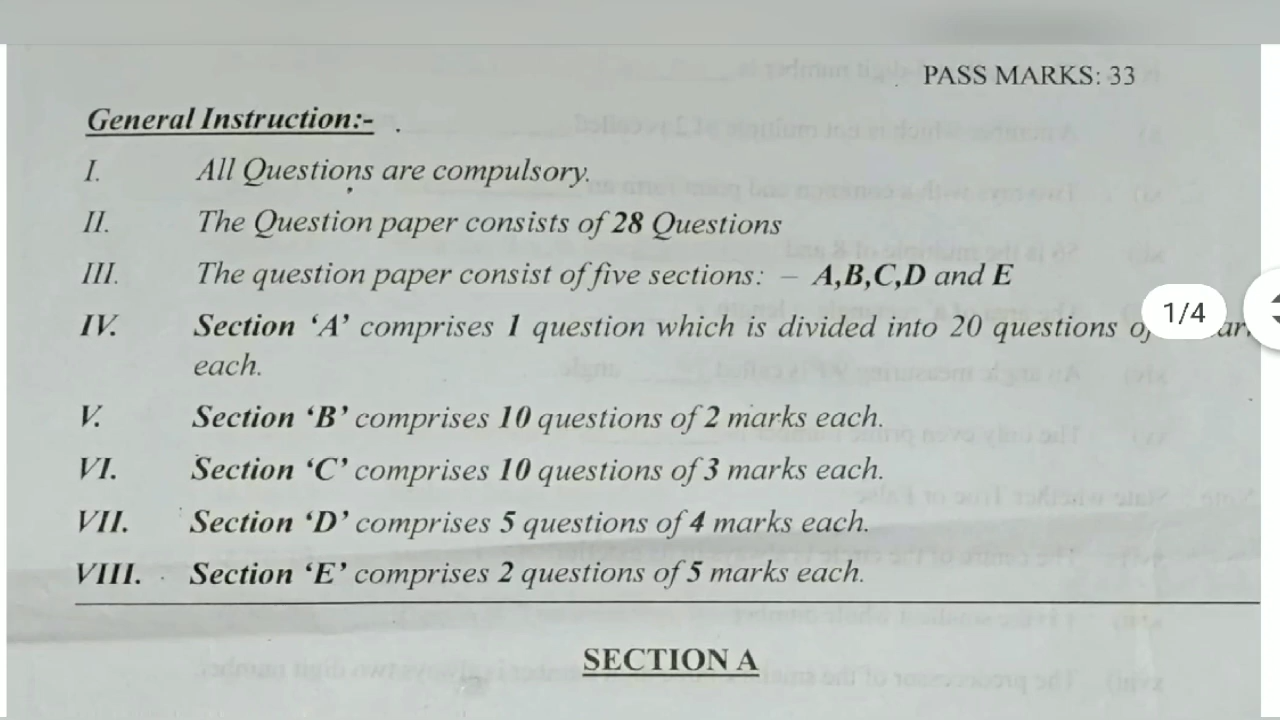 PASS MARKS: 33
General Instruction:-
I. All Questions are compulsory.
II. The Question paper consists of 28 Questions
III. The question paper consist of five sections: – A,B,C,D and E
IV. Section ‘A’ comprises 1 question which is divided into 20 questions
1/4
each.
V. Section ‘B’ comprises 10 questions of 2 marks each.
VI. Section ‘C’ comprises 10 questions of 3 marks each.
VII. Section ‘D’ comprises 5 questions of 4 marks each.
VIII. Section ‘E’ comprises 2 questions of 5 marks each.
SECTION A